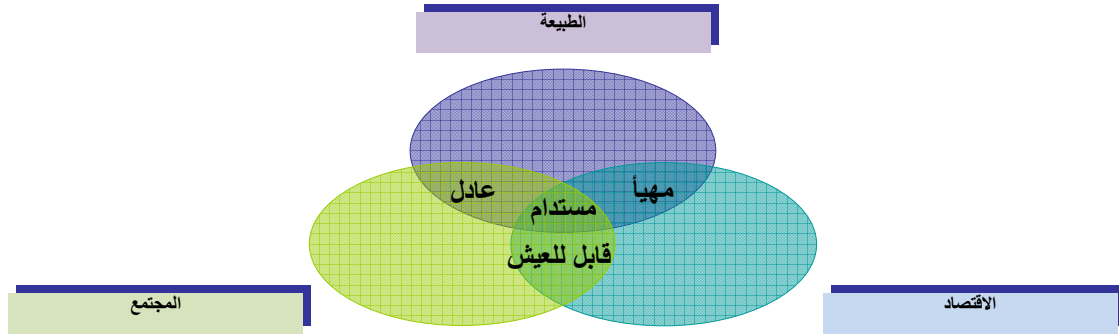 الطبيعة
مهيأ
عادل
مستدام
قابل للعيش
الاقتصاد
المجتمع